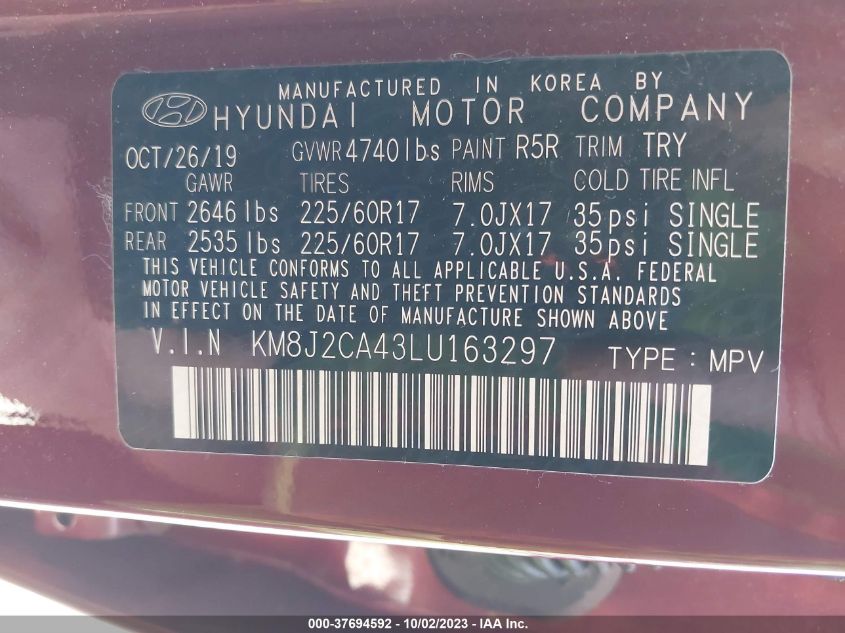 MANUFACTURED IN KOREA BY
HYUNDAI MOTOR COMPANY
OCT/26/19 GVWR 4740lbs PAINT R5R TRIM TRY
GAWR TIRES RIMS COLD TIRE INFL
FRONT 2646 lbs 225/60R17 7.0JX17 35psi SINGLE
REAR 2535 lbs 225/60R17 7.0JX17 35psi SINGLE
THIS VEHICLE CONFORMS TO ALL APPLICABLE U.S.A. FEDERAL
MOTOR VEHICLE SAFETY AND THEFT PREVENTION STANDARDS
IN EFFECT ON THE DATE OF MANUFACTURE SHOWN ABOVE.
V.I.N KM8J2CA43LU163297 TYPE : MPV
000-37694592 - 10/02/2023 - IAA Inc.